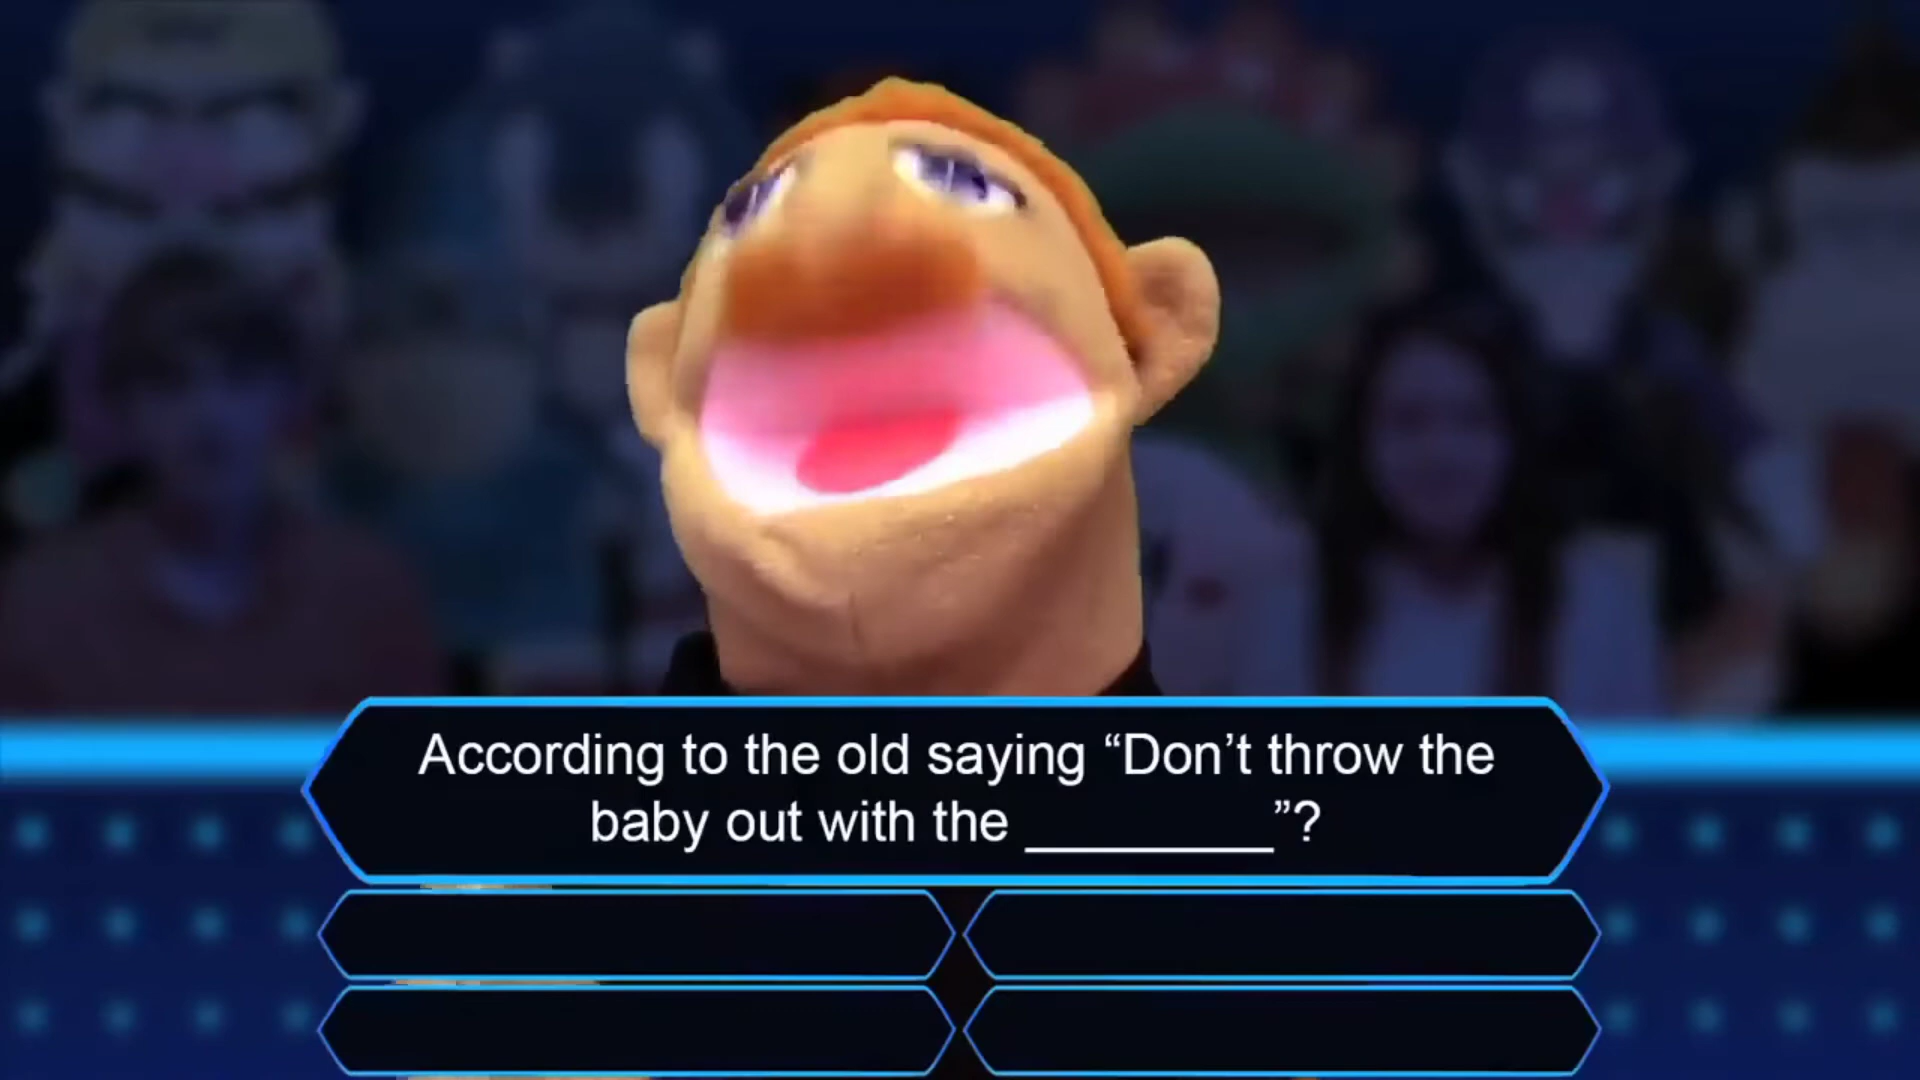 According to the old saying “Don’t throw the
baby out with the _________”?